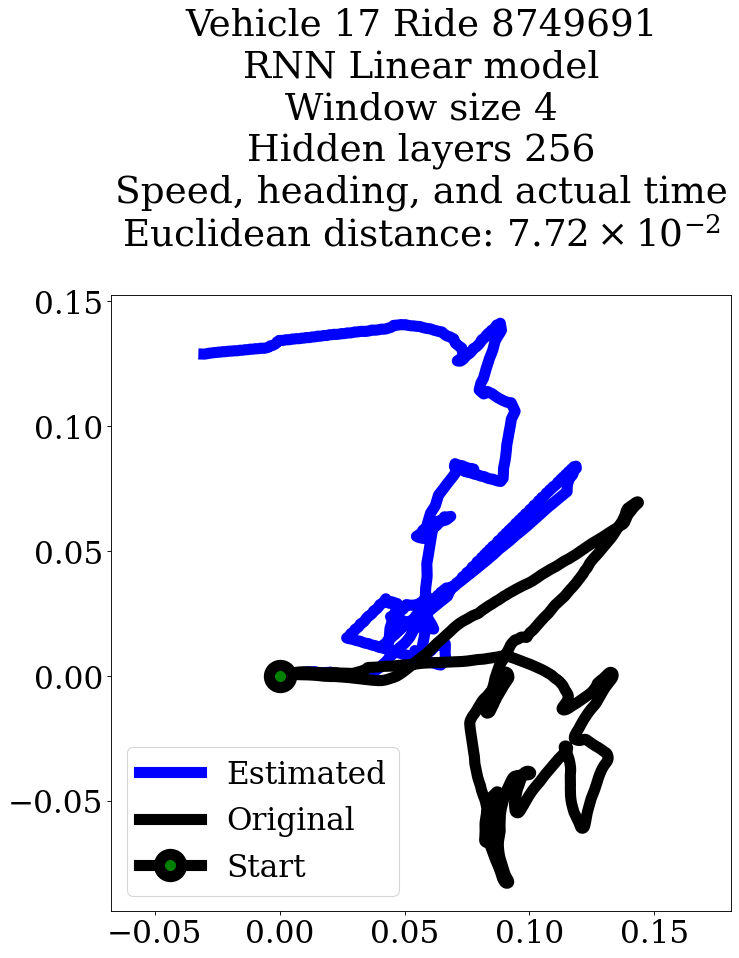 Vehicle 17 Ride 8749691
RNN Linear model
Window size 4
Hidden layers 256
Speed, heading, and actual time
Euclidean distance: 7.72 × 10⁻²
0.15
0.10
0.05
0.00
−0.05
Estimated
Original
Start
−0.05 0.00 0.05 0.10 0.15